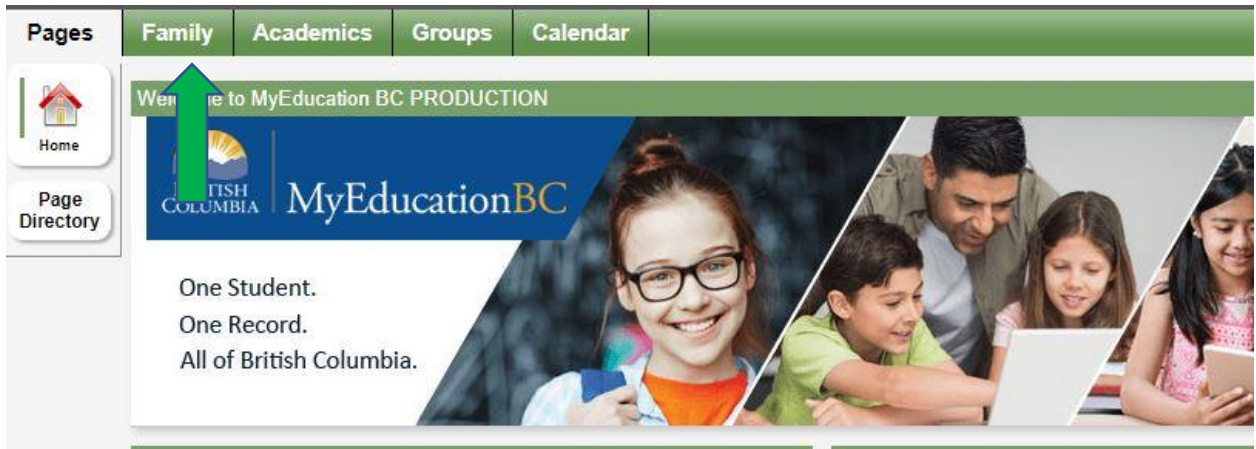 Pages Family Academics Groups Calendar
Home
Page
Directory
to MyEducation BC PRODUCTION
COLUMBIA
MyEducationBC
One Student.
One Record.
All of British Columbia.